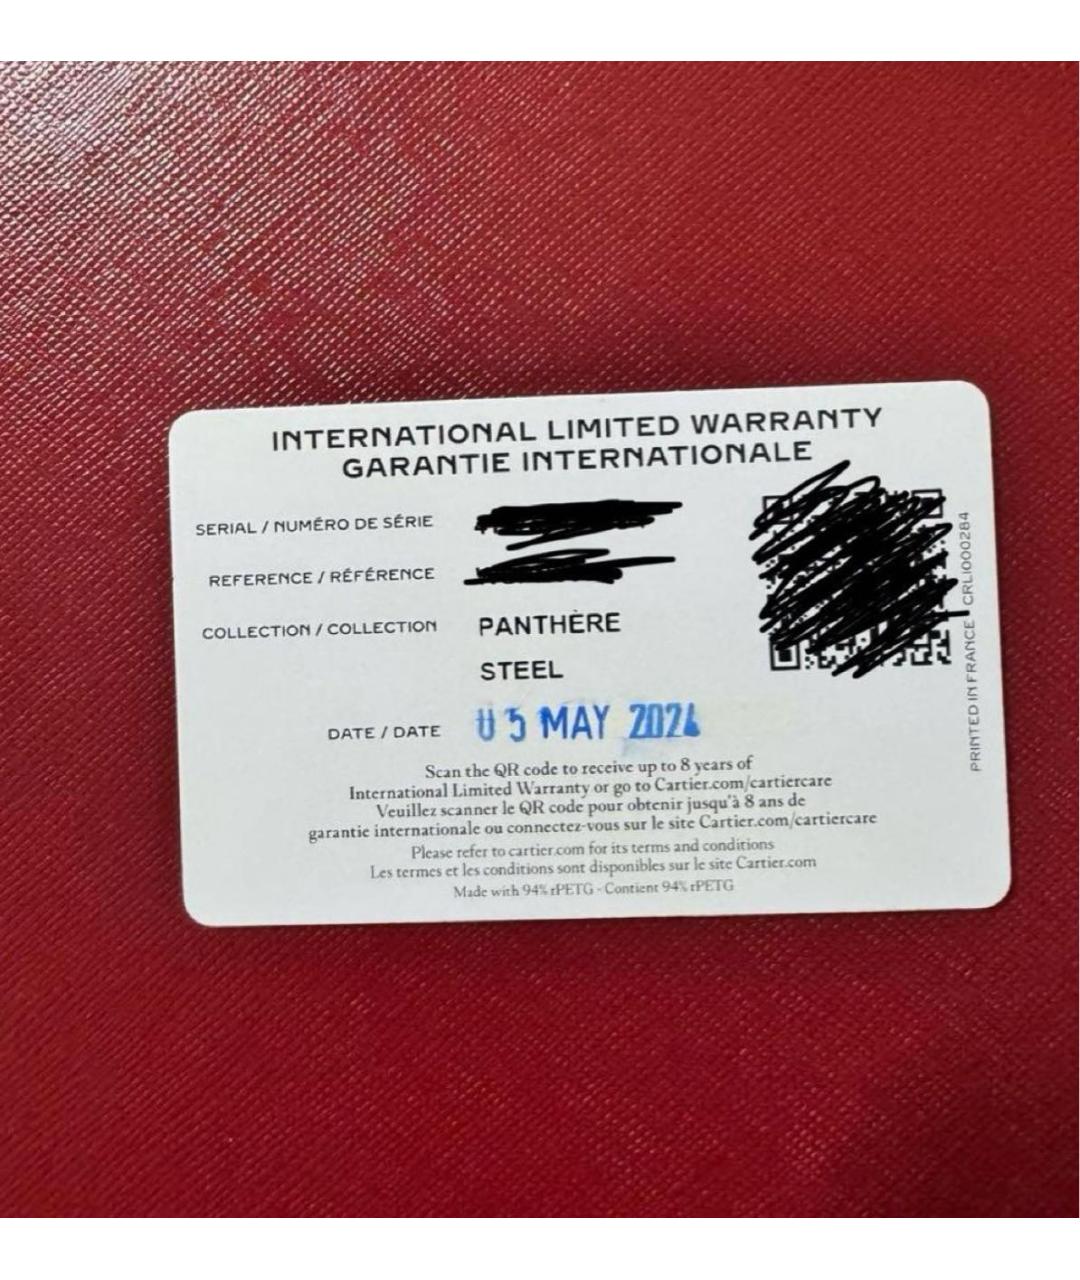 INTERNATIONAL LIMITED WARRANTY
GARANTIE INTERNATIONALE
SERIAL / NUMÉRO DE SÉRIE
REFERENCE / RÉFÉRENCE
COLLECTION / COLLECTION PANTHÈRE
STEEL
DATE / DATE 05 MAY 2024
Scan the QR code to receive up to 8 years of
International Limited Warranty or go to Cartier.com/cartiercare
Veuillez scanner le QR code pour obtenir jusqu'à 8 ans de
garantie internationale ou connectez-vous sur le site Cartier.com/cartiercare
Please refer to cartier.com for its terms and conditions
Les termes et les conditions sont disponibles sur le site Cartier.com
Made with 94% rPETG - Contient 94% rPETG
PRINTED IN FRANCE CRLI000284